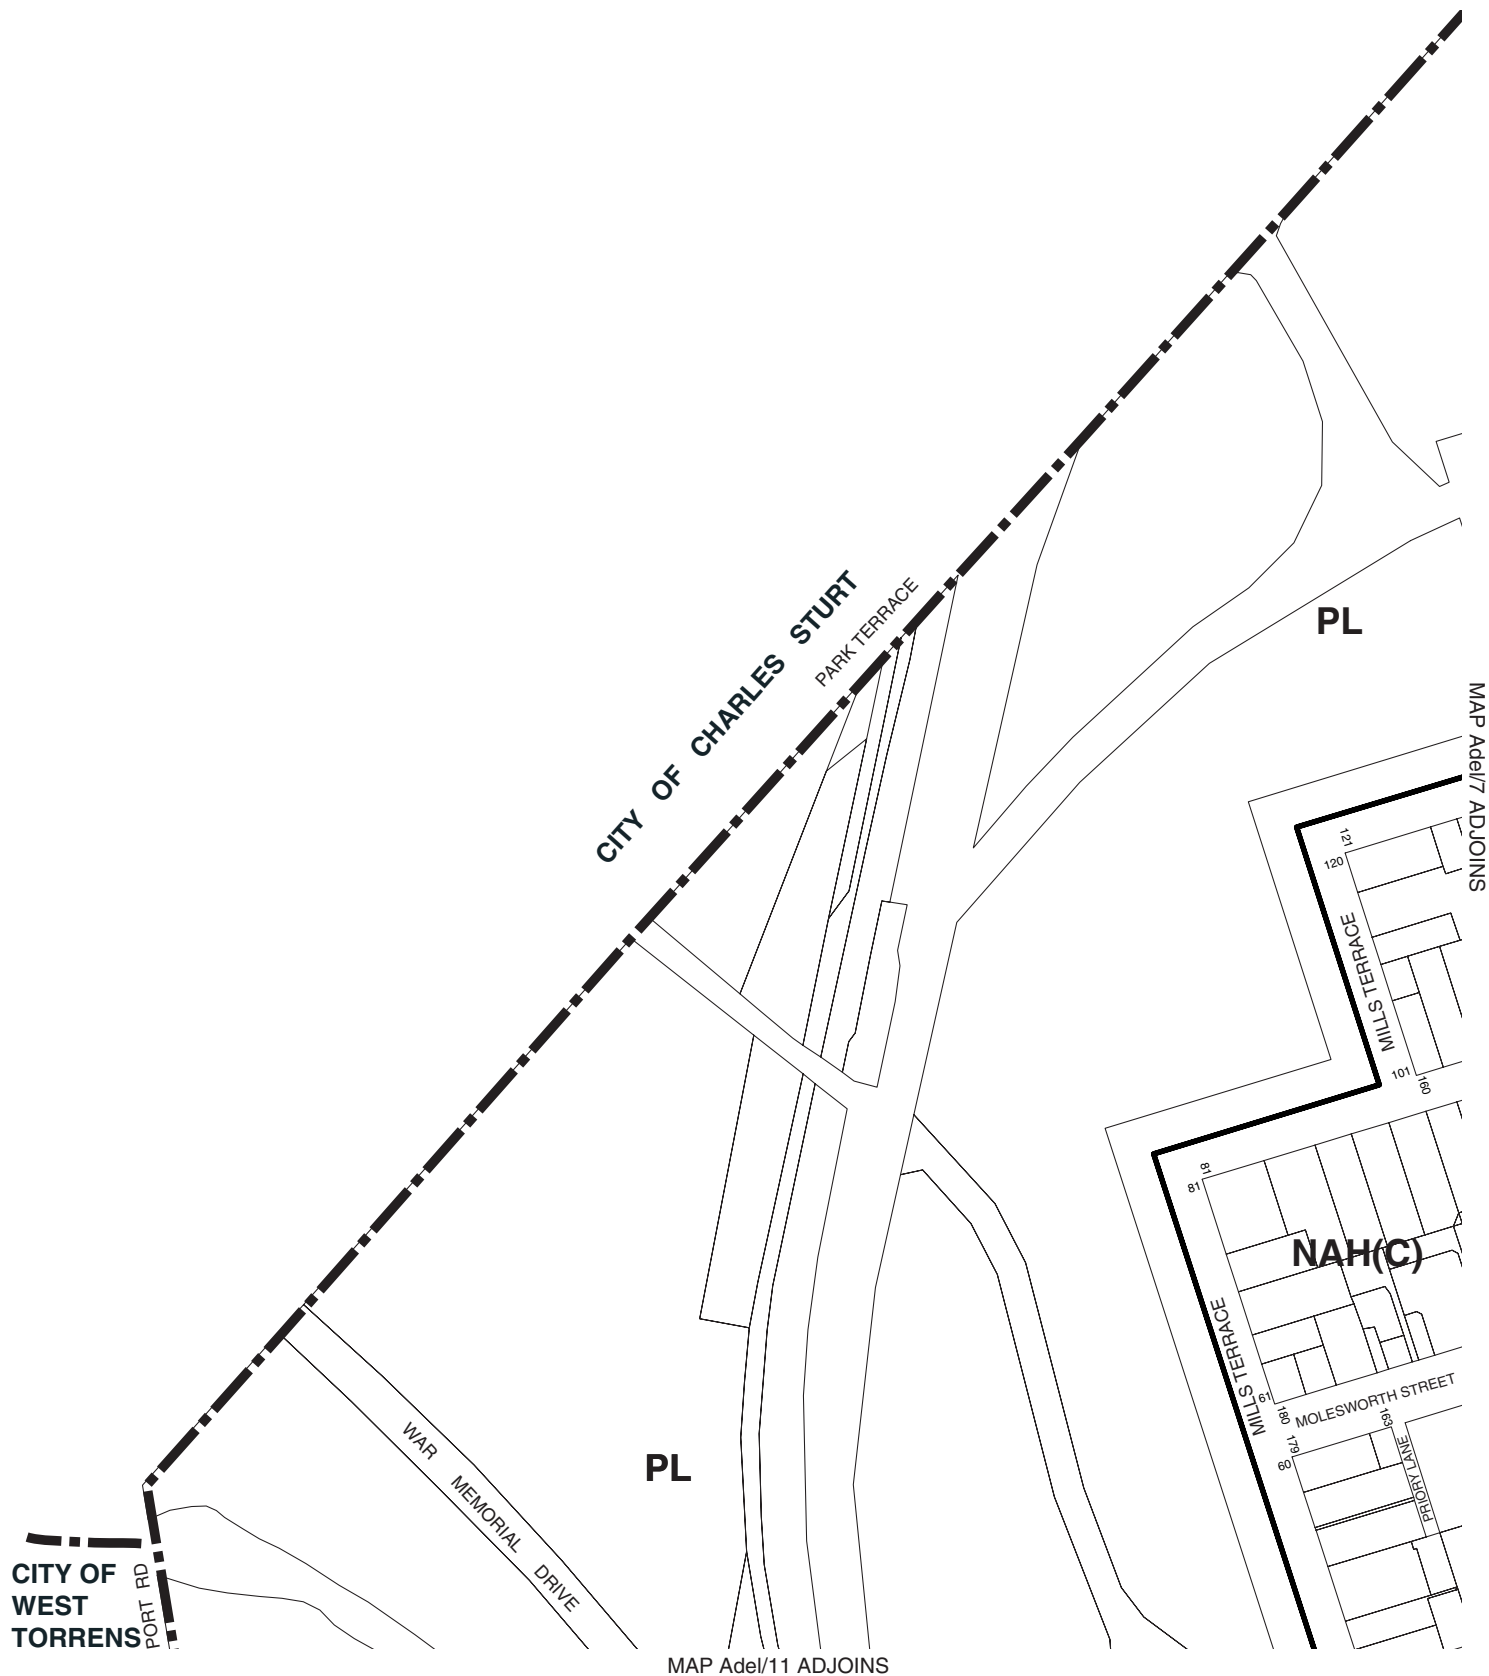 CITY OF CHARLES STURT
PARK TERRACE
PL
MAP Adel/7 ADJOINS
121
120
MILLS TERRACE
101
160
81
81
NAH(C)
MILLS TERRACE
61
180
MOLESWORTH STREET
163
179
60
PRIORY LANE
WAR MEMORIAL DRIVE
PL
CITY OF
WEST
TORRENS
PORT RD
MAP Adel/11 ADJOINS